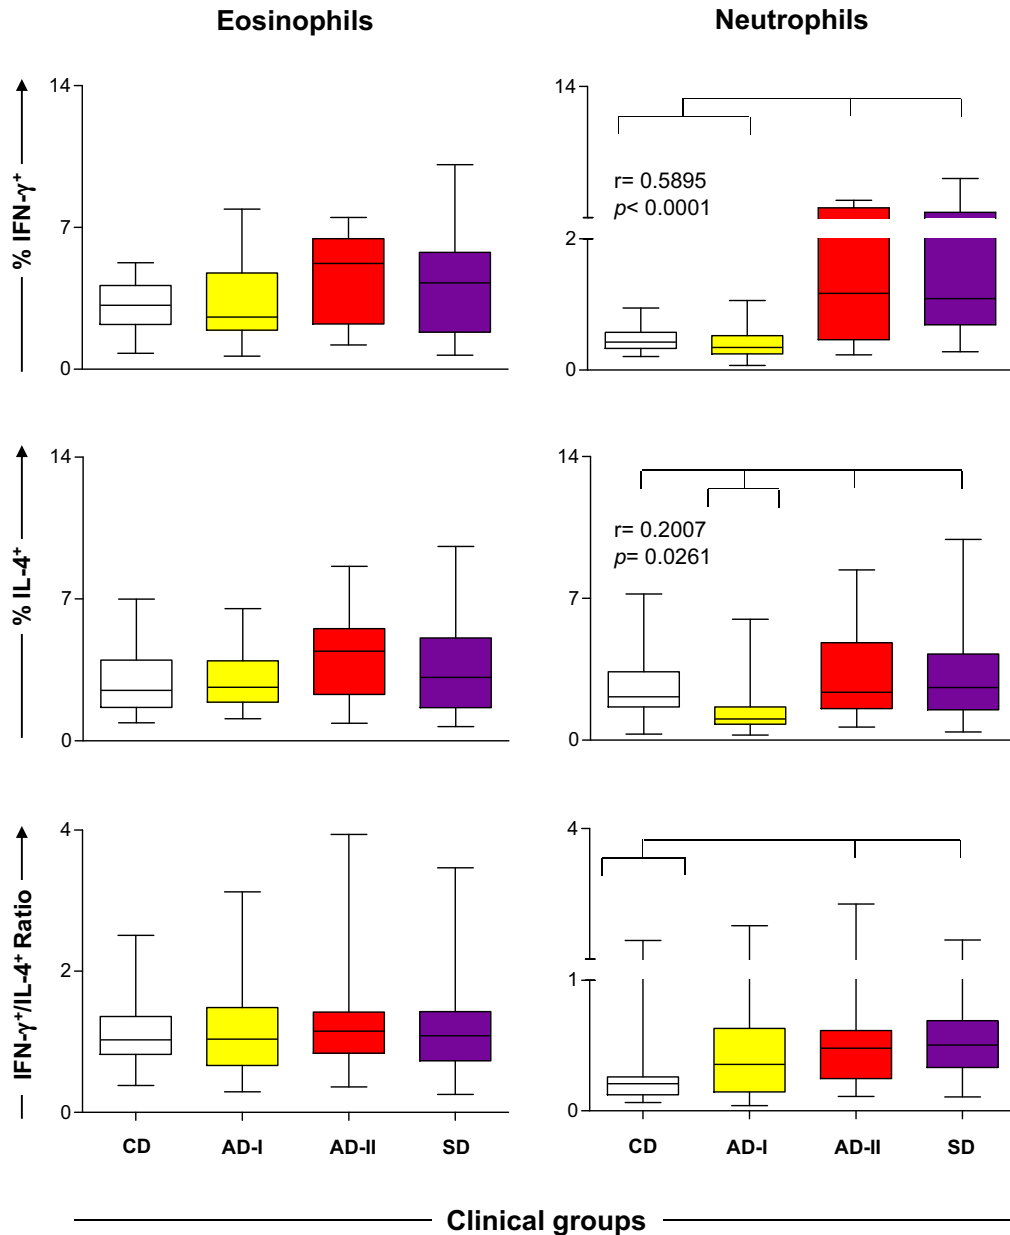 Eosinophils
Neutrophils
% IFN-γ⁺
14
7
0
14
2
0
r= 0.5895
p< 0.0001
% IL-4⁺
14
7
0
14
7
0
r= 0.2007
p= 0.0261
IFN-γ⁺/IL-4⁺ Ratio
4
2
0
4
1
0
CD AD-I AD-II SD
CD AD-I AD-II SD
Clinical groups